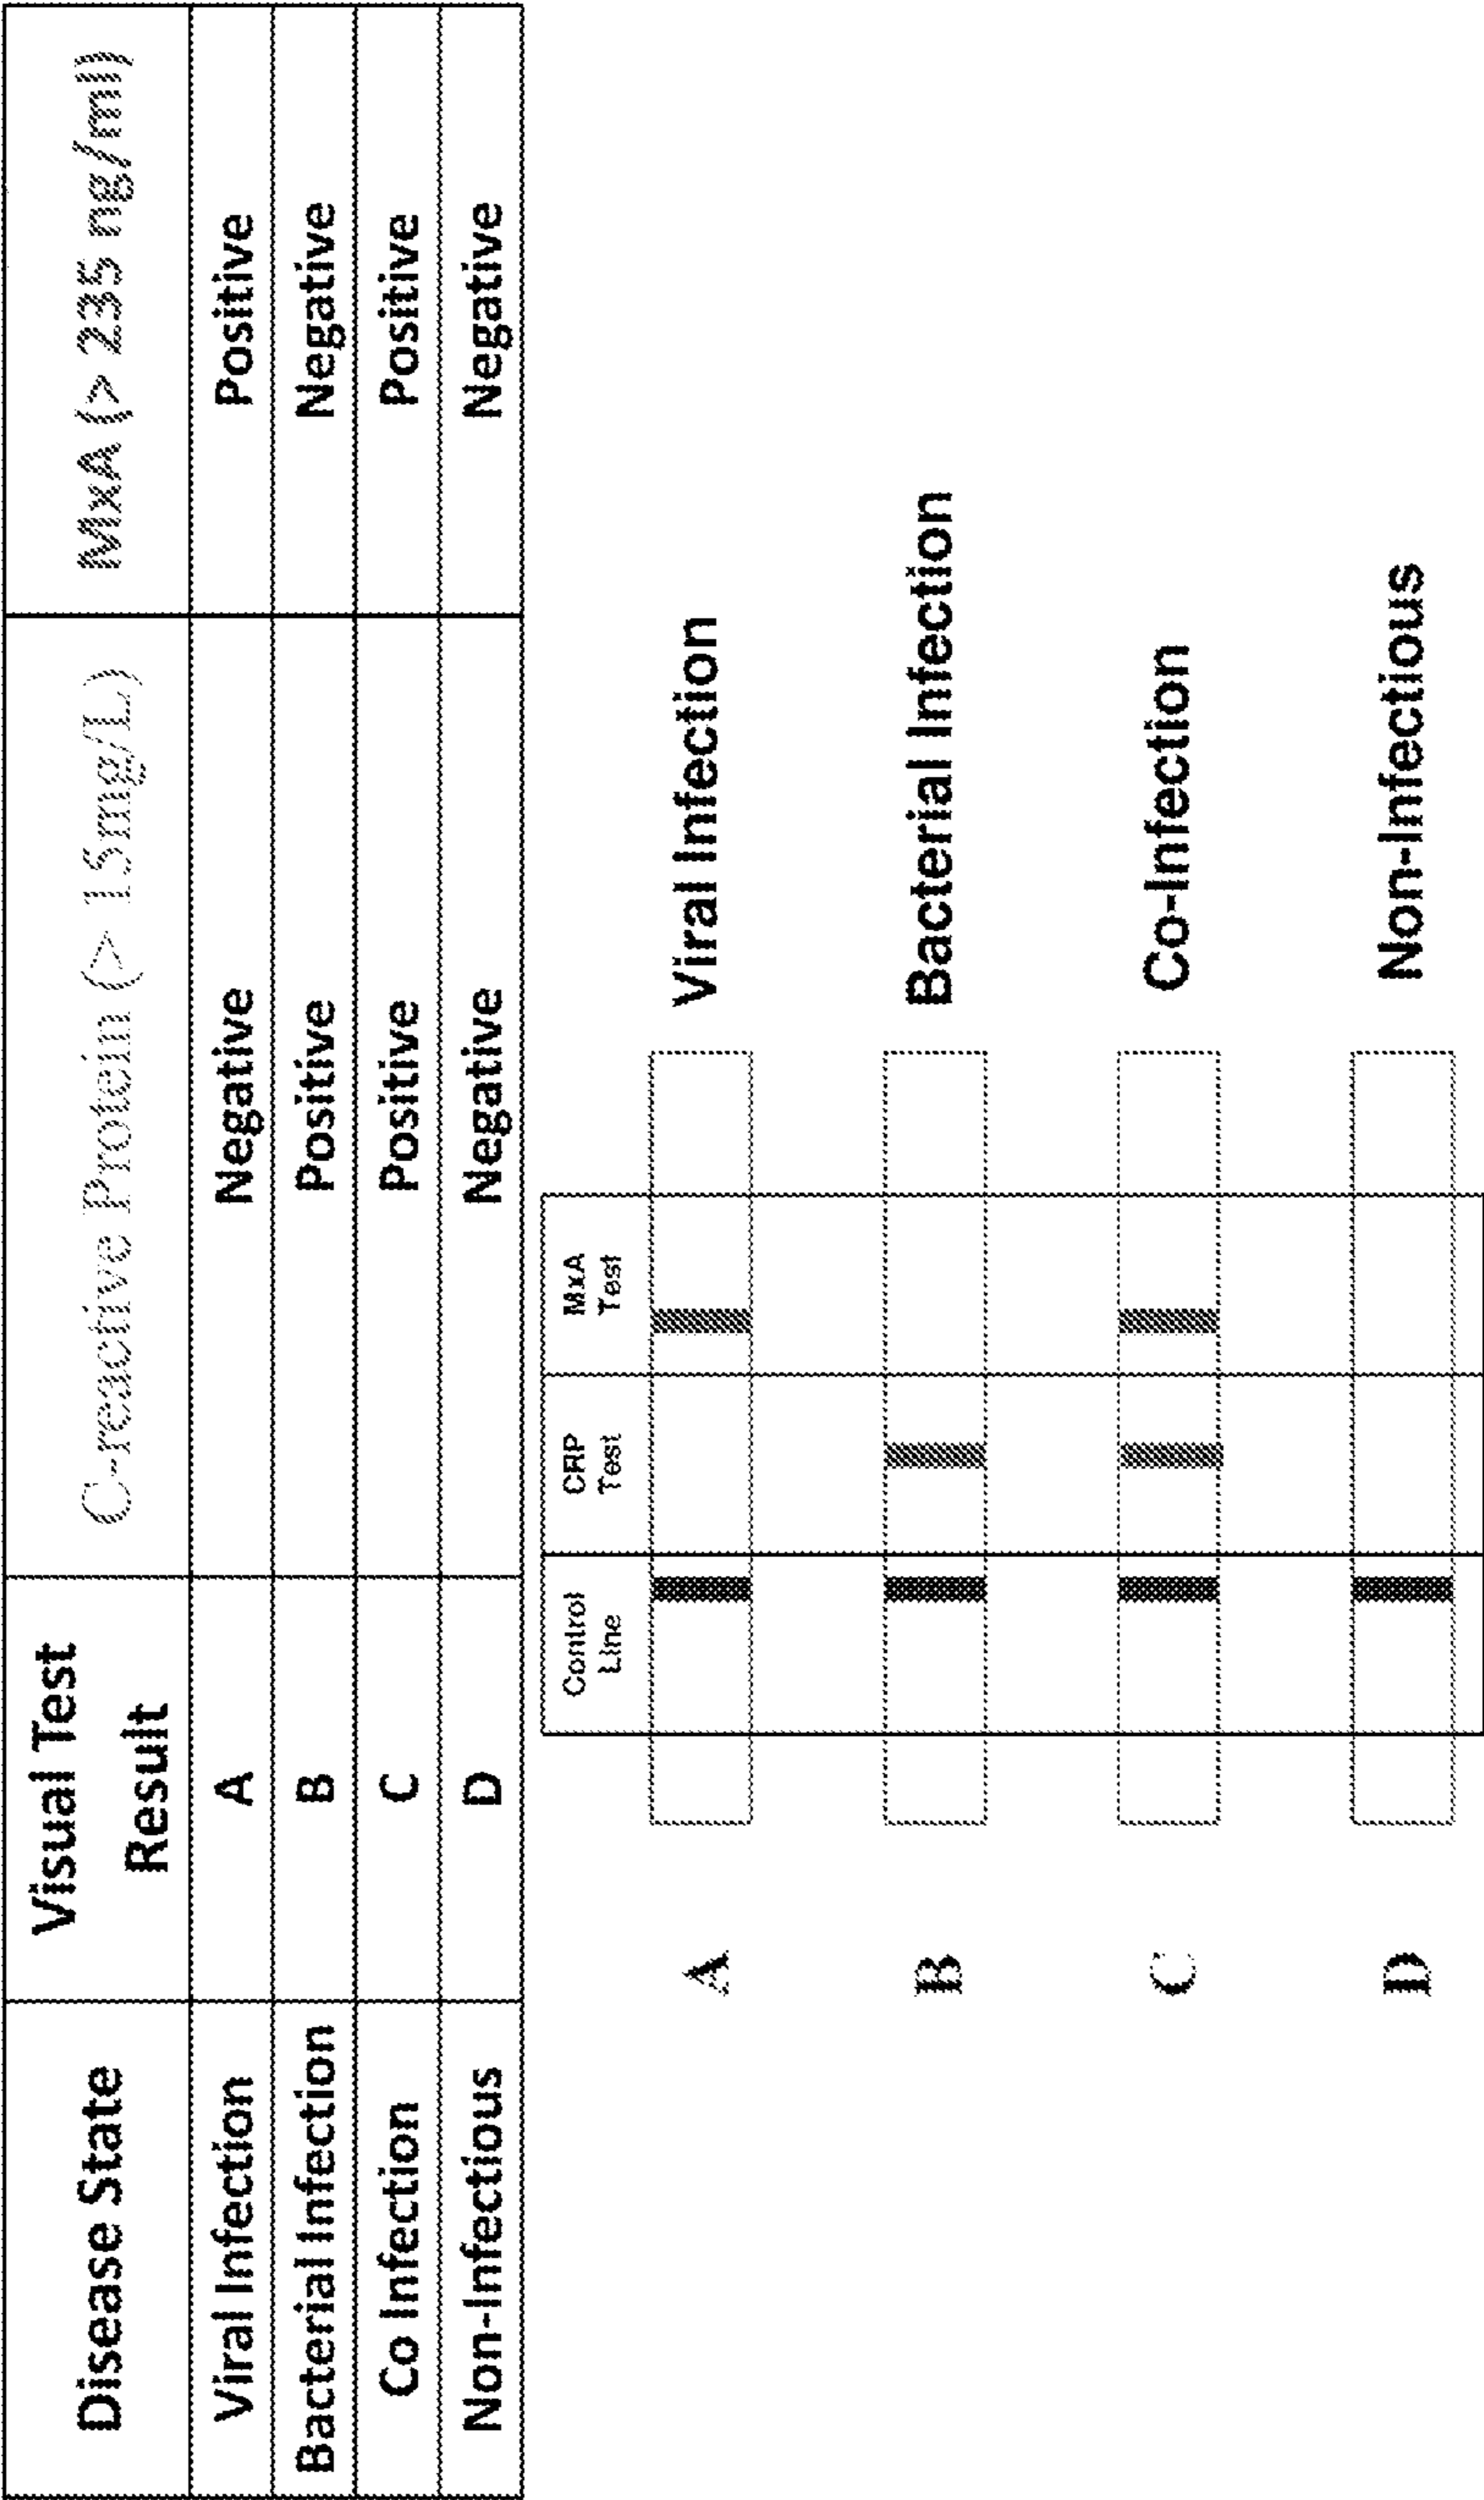 Disease State
Visual Test
Result
C-reactive Protein (> 15mg/L)
MxA (> 235 ng/ml)
Viral Infection
A
Negative
Positive
Bacterial Infection
B
Positive
Negative
Co Infection
C
Positive
Positive
Non-Infectious
D
Negative
Negative
Control
Line
CRP
Test
MxA
Test
A
Viral Infection
B
Bacterial Infection
C
Co-Infection
D
Non-Infectious